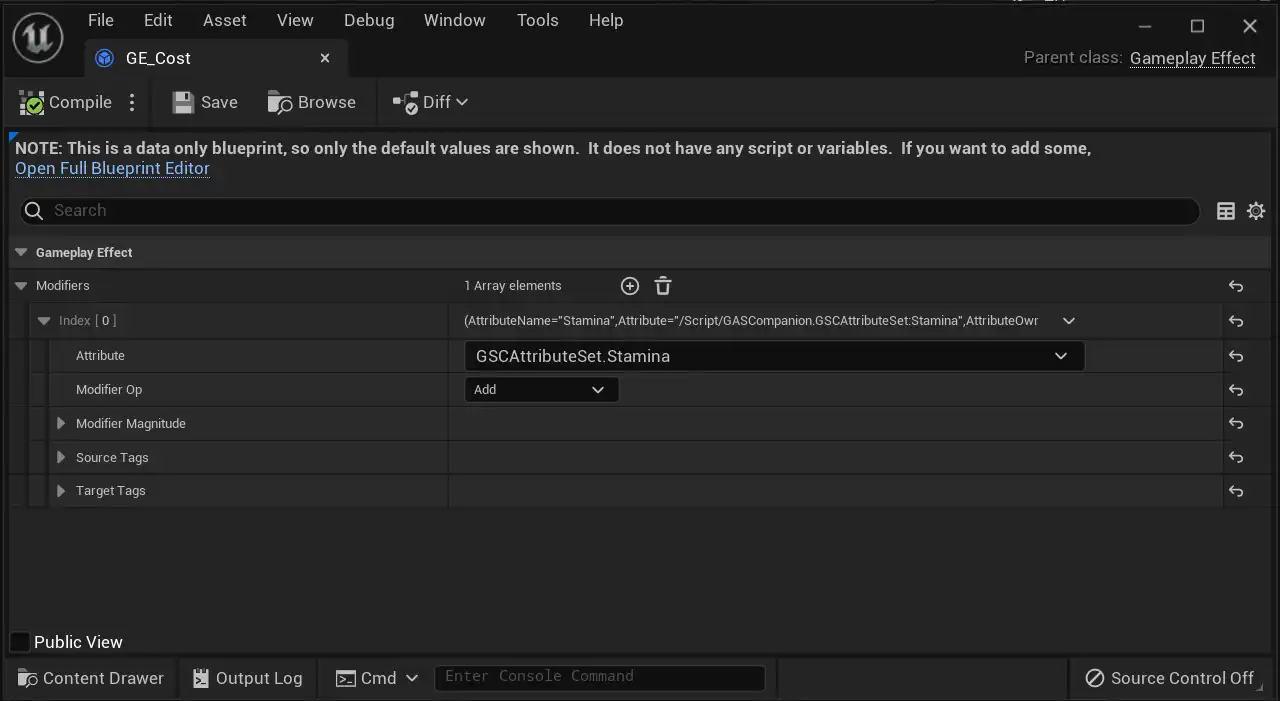 File Edit Asset View Debug Window Tools Help
GE_Cost
Parent class: Gameplay Effect
Compile Save Browse Diff
NOTE: This is a data only blueprint, so only the default values are shown.  It does not have any script or variables.  If you want to add some,
Open Full Blueprint Editor
Search
Gameplay Effect
Modifiers 1 Array elements
Index [ 0 ] (AttributeName="Stamina",Attribute="/Script/GASCompanion.GSCAttributeSet:Stamina",AttributeOwr
Attribute GSCAttributeSet.Stamina
Modifier Op Add
Modifier Magnitude
Source Tags
Target Tags
Public View
Content Drawer Output Log Cmd Enter Console Command Source Control Off